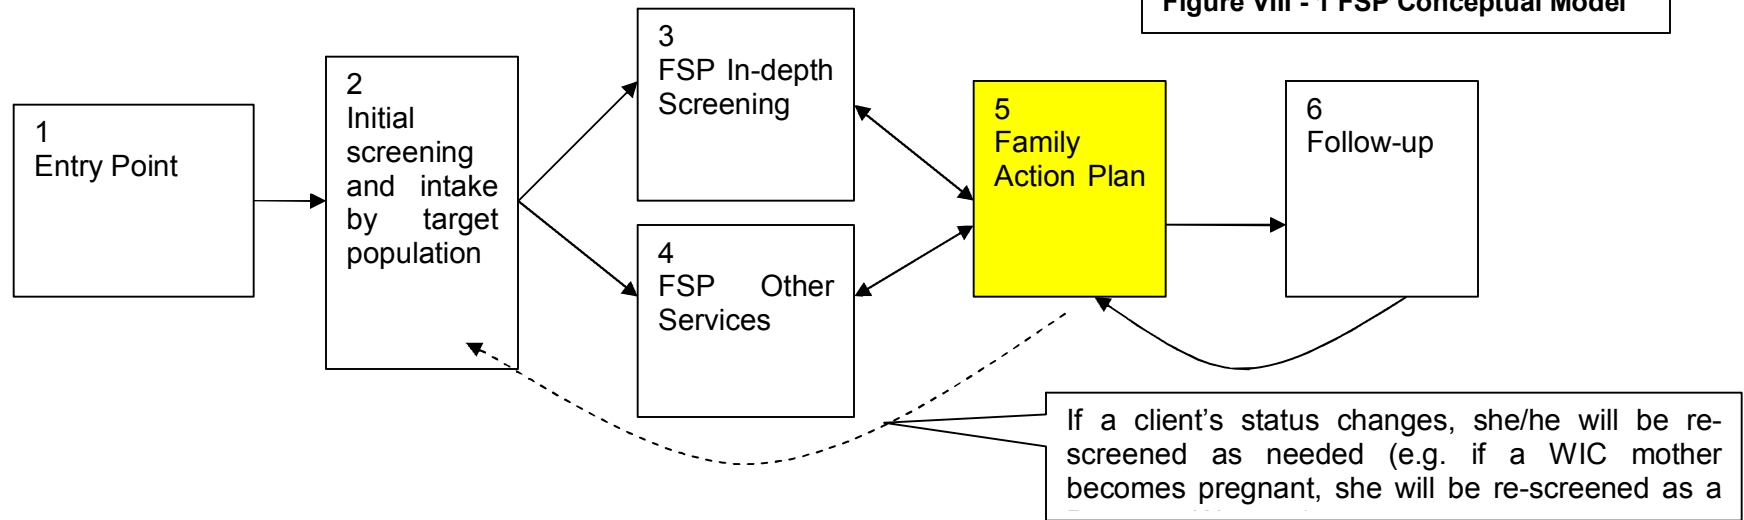 Figure VIII - 1 FSP Conceptual Model
1
Entry Point
2
Initial
screening
and intake
by target
population
3
FSP In-depth
Screening
4
FSP Other
Services
5
Family
Action Plan
6
Follow-up
If a client's status changes, she/he will be re-
screened as needed (e.g. if a WIC mother
becomes pregnant, she will be re-screened as a